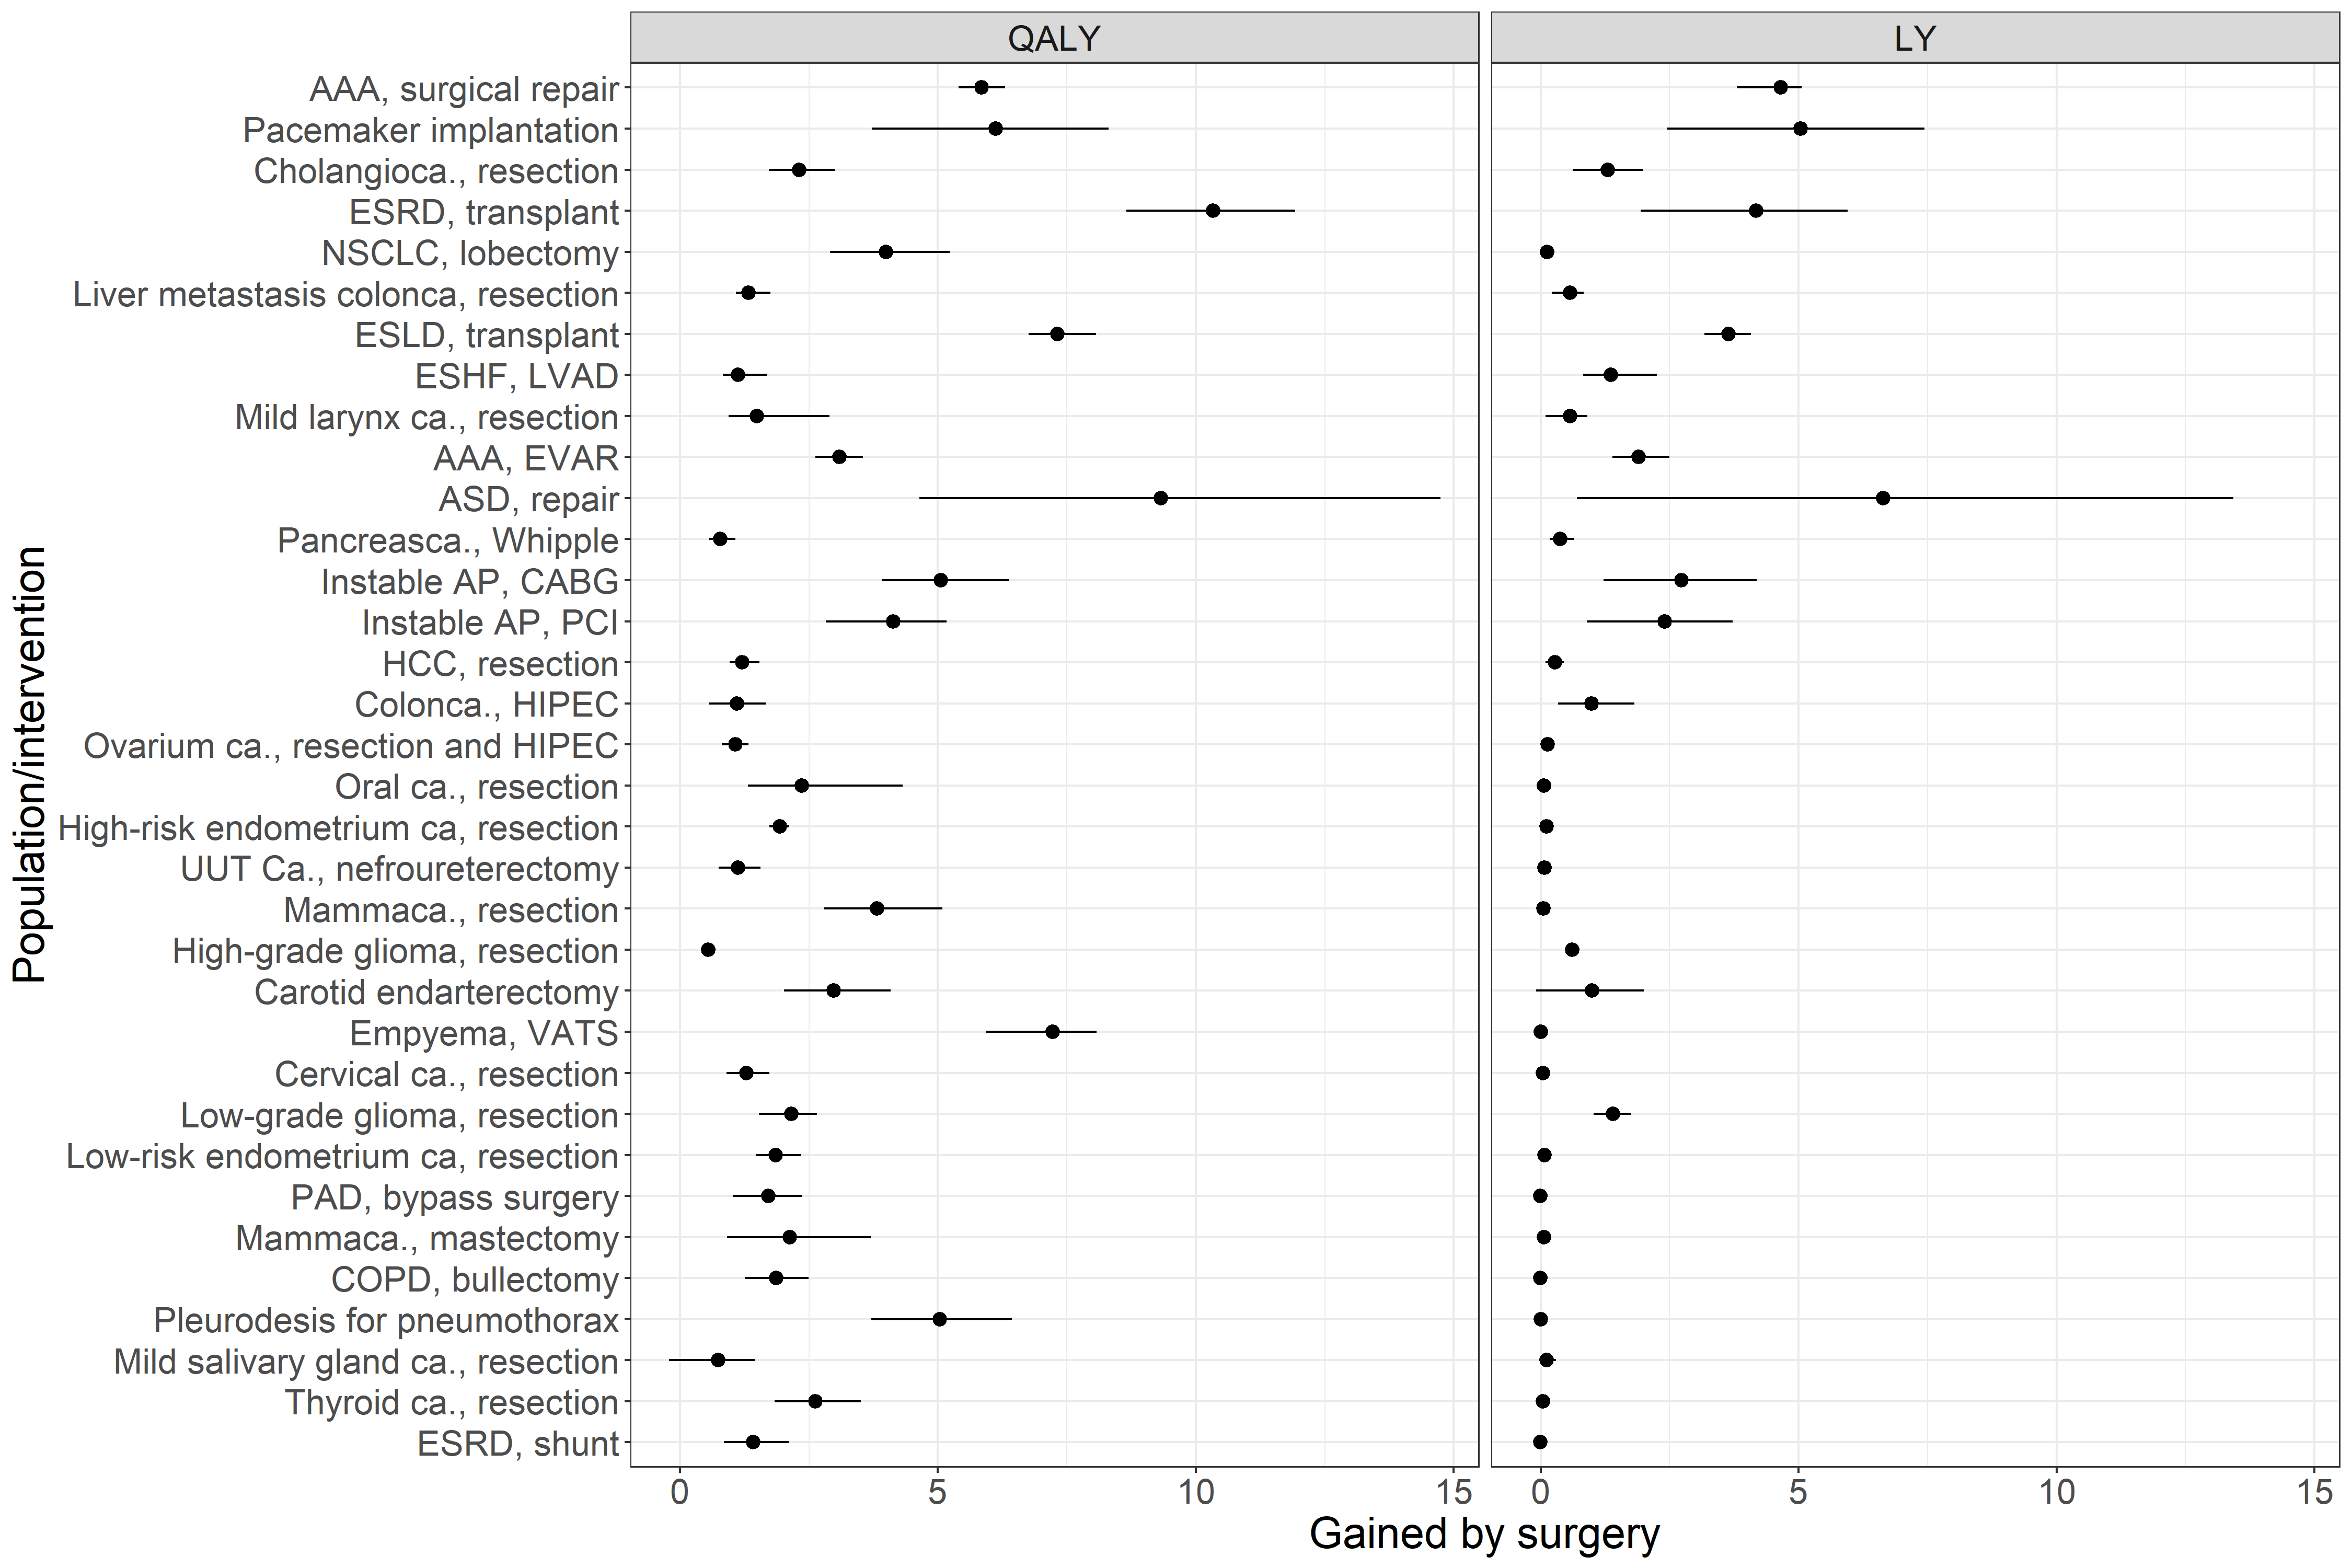 QALY
LY
AAA, surgical repair
Pacemaker implantation
Cholangioca., resection
ESRD, transplant
NSCLC, lobectomy
Liver metastasis colonca, resection
ESLD, transplant
ESHF, LVAD
Mild larynx ca., resection
AAA, EVAR
ASD, repair
Pancreasca., Whipple
Instable AP, CABG
Instable AP, PCI
HCC, resection
Colonca., HIPEC
Ovarium ca., resection and HIPEC
Oral ca., resection
High-risk endometrium ca, resection
UUT Ca., nefroureterectomy
Mammaca., resection
High-grade glioma, resection
Carotid endarterectomy
Empyema, VATS
Cervical ca., resection
Low-grade glioma, resection
Low-risk endometrium ca, resection
PAD, bypass surgery
Mammaca., mastectomy
COPD, bullectomy
Pleurodesis for pneumothorax
Mild salivary gland ca., resection
Thyroid ca., resection
ESRD, shunt
Population/intervention
0 5 10 15
0 5 10 15
Gained by surgery